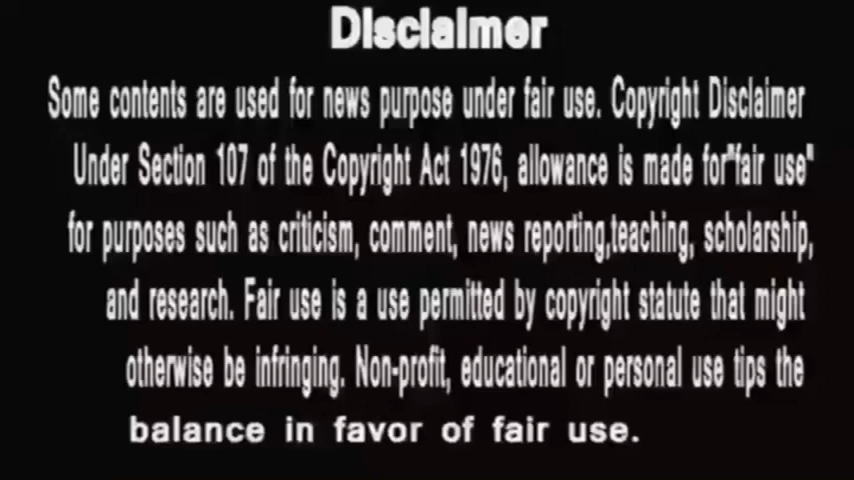 Disclaimer
Some contents are used for news purpose under fair use. Copyright Disclaimer
Under Section 107 of the Copyright Act 1976, allowance is made for"fair use"
for purposes such as criticism, comment, news reporting,teaching, scholarship,
and research. Fair use is a use permitted by copyright statute that might
otherwise be infringing. Non-profit, educational or personal use tips the
balance in favor of fair use.